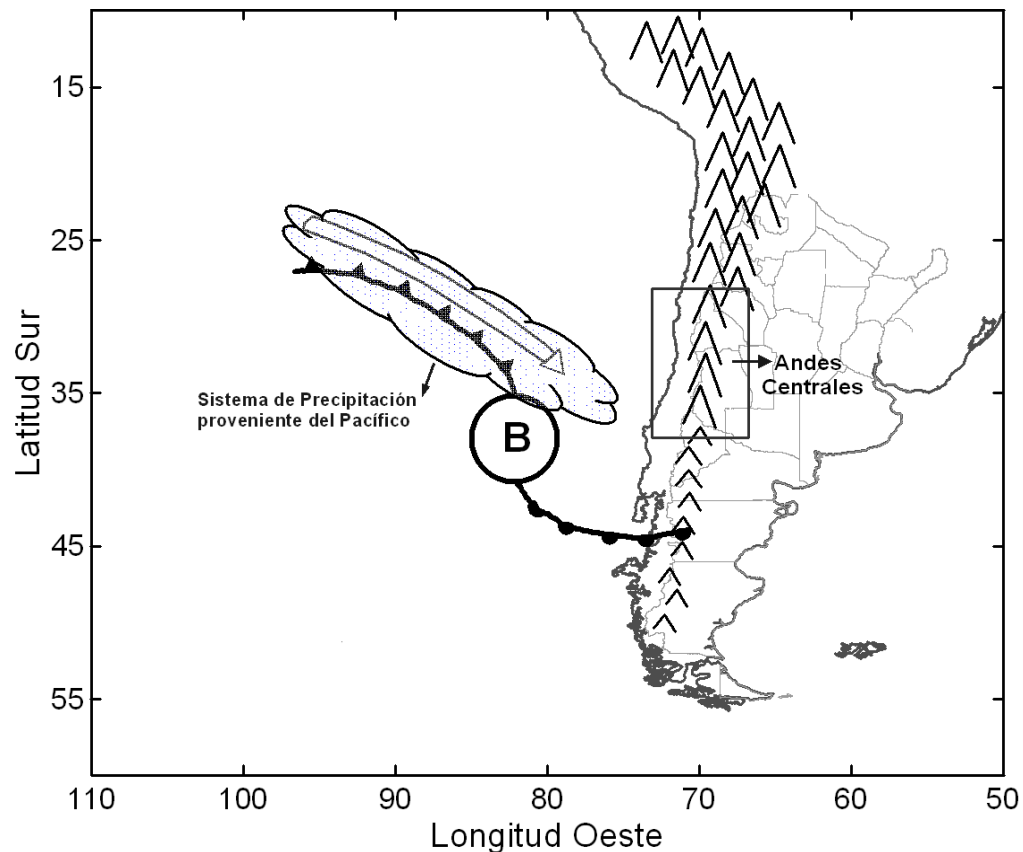 15
25
35
45
55
Latitud Sur
Sistema de Precipitación
proveniente del Pacífico
B
Andes
Centrales
110
100
90
80
70
60
50
Longitud Oeste